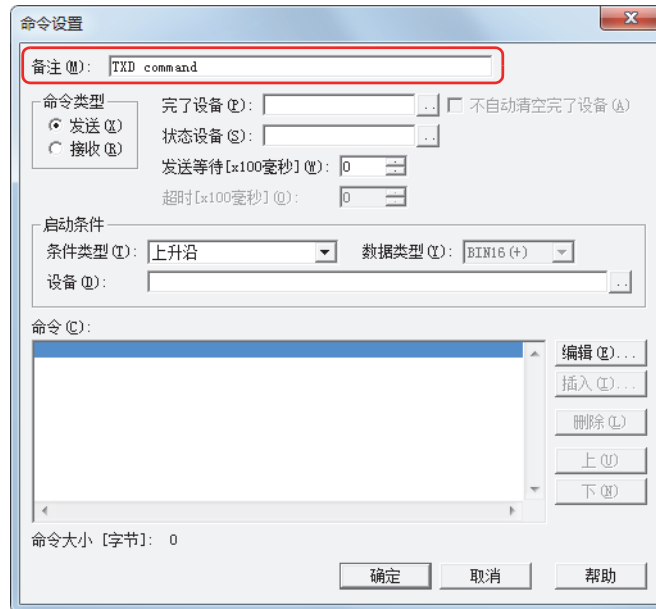 命令设置
备注(M): TXD command
命令类型
发送(X)
接收(R)
完了设备(P): .. 不自动清空完了设备(A)
状态设备(S): ..
发送等待[x100毫秒](W): 0
超时[x100毫秒](O): 0
启动条件
条件类型(T): 上升沿 数据类型(Y): BIN16(+)
设备(D): ..
命令(C):
编辑(E)...
插入(I)...
删除(L)
上(U)
下(N)
命令大小 [字节]: 0
确定 取消 帮助